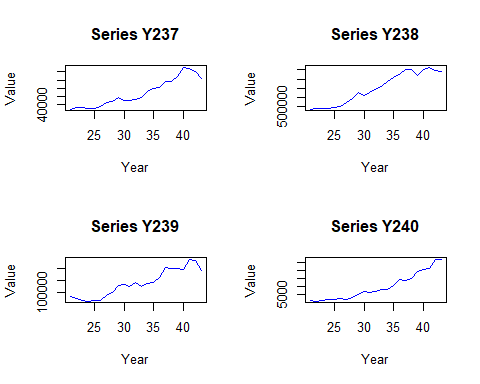 Series Y237
Series Y238
Value
40000
25 30 35 40
Year
Value
500000
25 30 35 40
Year
Series Y239
Series Y240
Value
100000
25 30 35 40
Year
Value
5000
25 30 35 40
Year